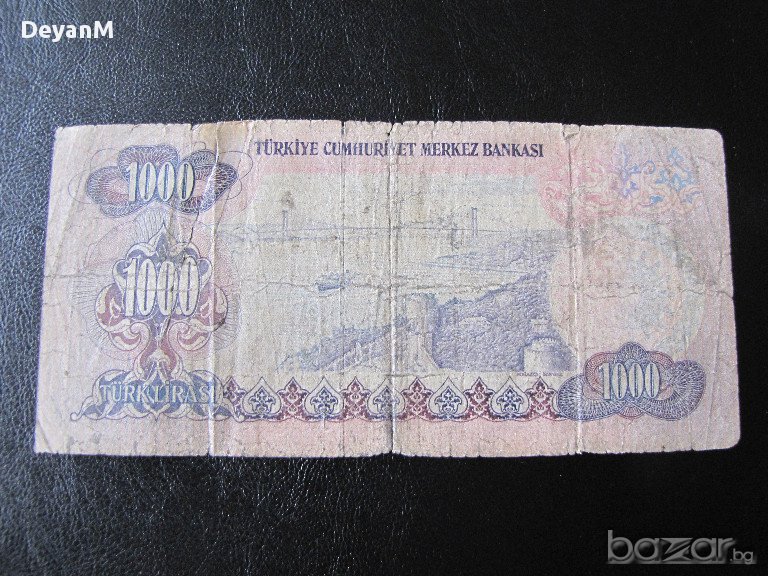 DeyanM
TÜRKİYE CUMHURİYET MERKEZ BANKASI
1000
1000
TÜRK LİRASI
1000
bazar.bg